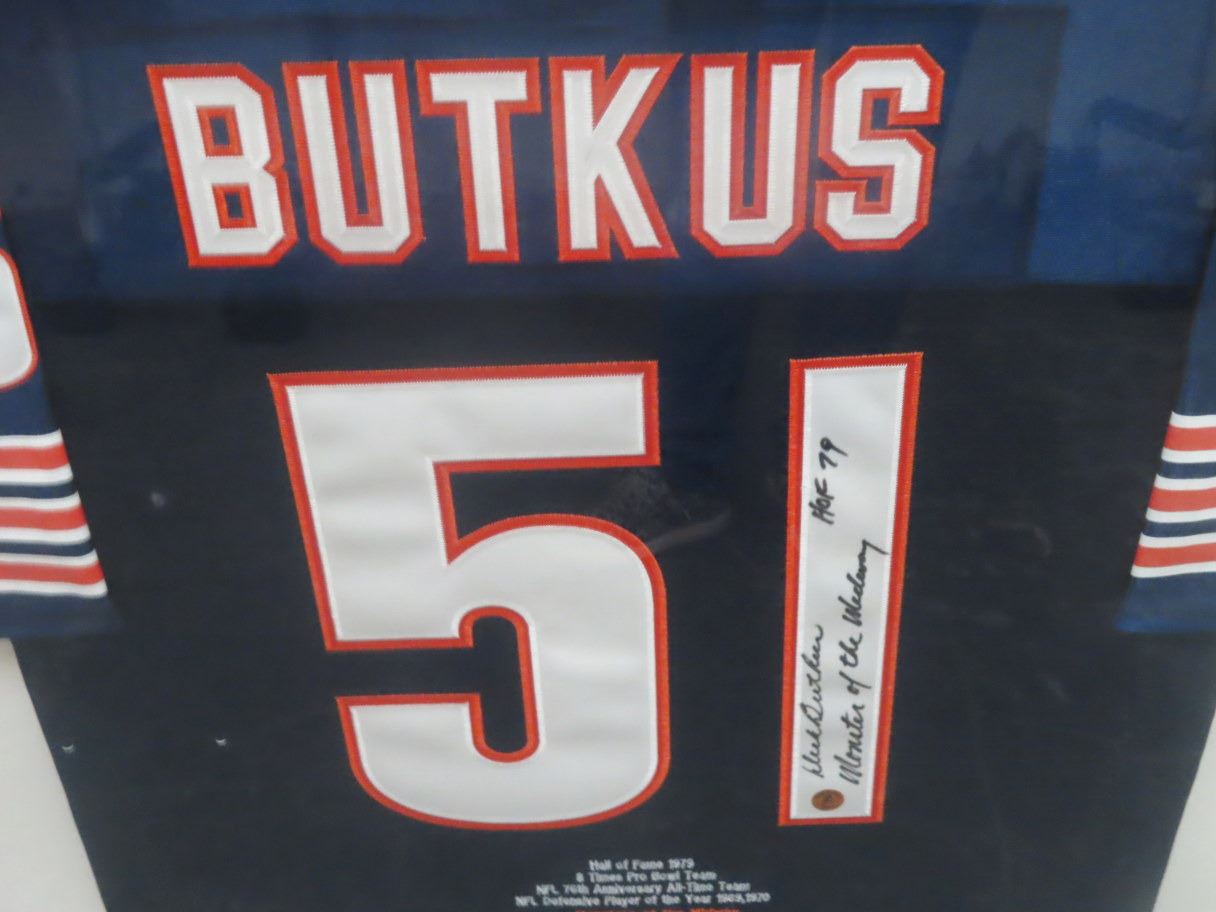 BUTKUS
51
HOF 79
Dick Butkus
Monster of the Midway
Hall of Fame 1979
8 Times Pro Bowl Team
NFL 75th Anniversary All-Time Team
NFL Defensive Player of the Year 1969,1970